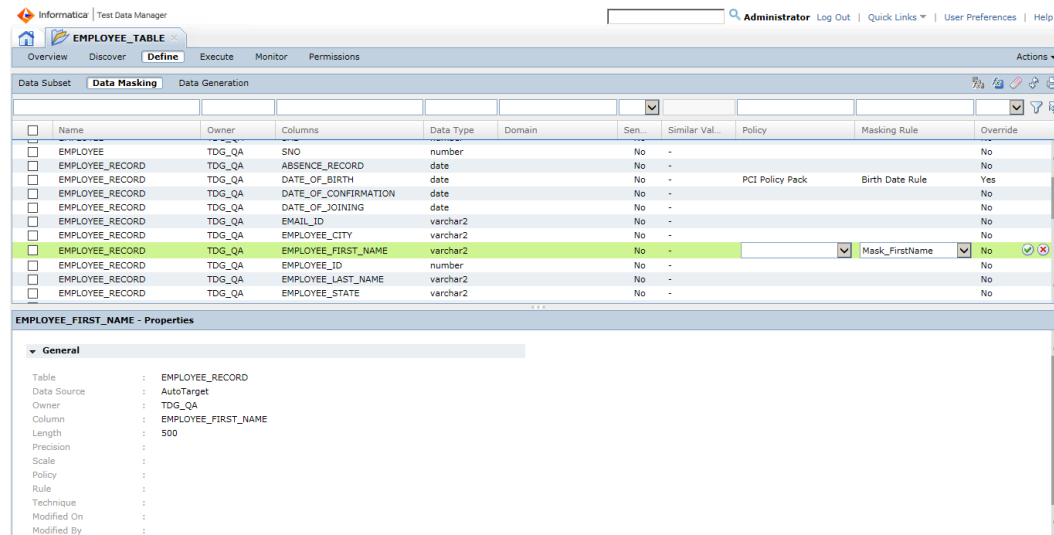 Informatica | Test Data Manager Administrator Log Out | Quick Links | User Preferences | Help
EMPLOYEE_TABLE
Overview Discover Define Execute Monitor Permissions Actions
Data Subset Data Masking Data Generation
Name Owner Columns Data Type Domain Sen... Similar Val... Policy Masking Rule Override
EMPLOYEE TDG_QA SNO number No - No
EMPLOYEE_RECORD TDG_QA ABSENCE_RECORD date No - No
EMPLOYEE_RECORD TDG_QA DATE_OF_BIRTH date No - PCI Policy Pack Birth Date Rule Yes
EMPLOYEE_RECORD TDG_QA DATE_OF_CONFIRMATION date No - No
EMPLOYEE_RECORD TDG_QA DATE_OF_JOINING date No - No
EMPLOYEE_RECORD TDG_QA EMAIL_ID varchar2 No - No
EMPLOYEE_RECORD TDG_QA EMPLOYEE_CITY varchar2 No - No
EMPLOYEE_RECORD TDG_QA EMPLOYEE_FIRST_NAME varchar2 No - Mask_FirstName No
EMPLOYEE_RECORD TDG_QA EMPLOYEE_ID number No - No
EMPLOYEE_RECORD TDG_QA EMPLOYEE_LAST_NAME varchar2 No - No
EMPLOYEE_RECORD TDG_QA EMPLOYEE_STATE varchar2 No - No
EMPLOYEE_FIRST_NAME - Properties
General
Table : EMPLOYEE_RECORD
Data Source : AutoTarget
Owner : TDG_QA
Column : EMPLOYEE_FIRST_NAME
Length : 500
Precision :
Scale :
Policy :
Rule :
Technique :
Modified On :
Modified By :